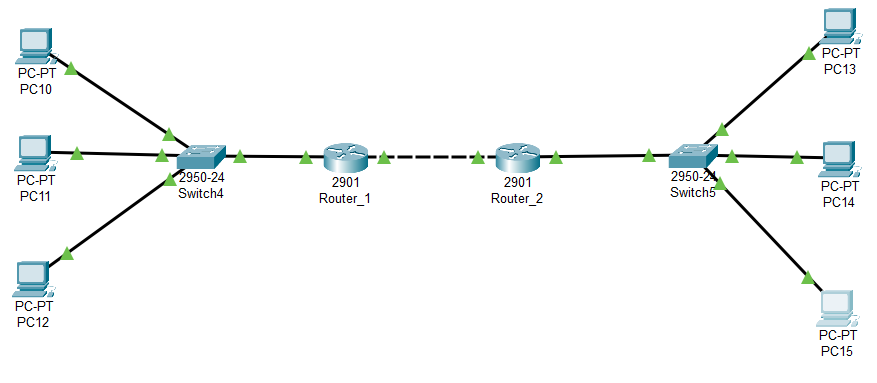 PC-PT
PC10
PC-PT
PC11
PC-PT
PC12
2950-24
Switch4
2901
Router_1
2901
Router_2
2950-24
Switch5
PC-PT
PC13
PC-PT
PC14
PC-PT
PC15